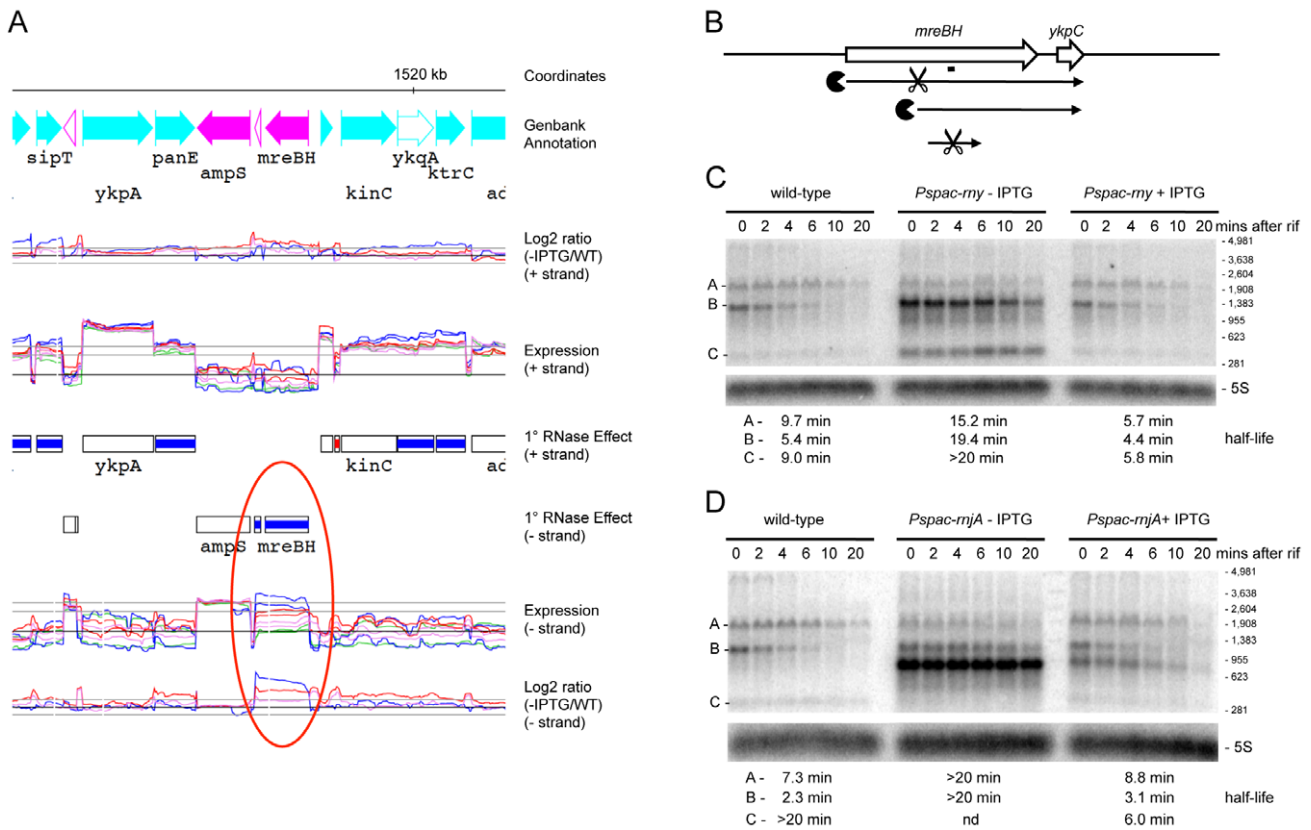 A
1520 kb
Coordinates
Genbank
Annotation
sipT
panE
mreBH
ykqA
ampS
ktrC
ykpA
kinC
ad
Log2 ratio
(-IPTG/WT)
(+ strand)
Expression
(+ strand)
1° RNase Effect
(+ strand)
ykpA
kinC
ad
1° RNase Effect
(- strand)
ampS mreBH
Expression
(- strand)
Log2 ratio
(-IPTG/WT)
(- strand)
B
mreBH
ykpC
C
wild-type Pspac-rny - IPTG Pspac-rny + IPTG
0 2 4 6 10 20 0 2 4 6 10 20 0 2 4 6 10 20 mins after rif
A -
B -
C -
- 4,981
- 3,638
- 2,604
- 1,908
- 1,383
- 955
- 623
- 281
- 5S
A - 9.7 min 15.2 min 5.7 min
B - 5.4 min 19.4 min 4.4 min half-life
C - 9.0 min >20 min 5.8 min
D
wild-type Pspac-rnjA - IPTG Pspac-rnjA+ IPTG
0 2 4 6 10 20 0 2 4 6 10 20 0 2 4 6 10 20 mins after rif
A -
B -
C -
- 4,981
- 3,638
- 2,604
- 1,908
- 1,383
- 955
- 623
- 281
- 5S
A - 7.3 min >20 min 8.8 min
B - 2.3 min >20 min 3.1 min half-life
C - >20 min nd 6.0 min